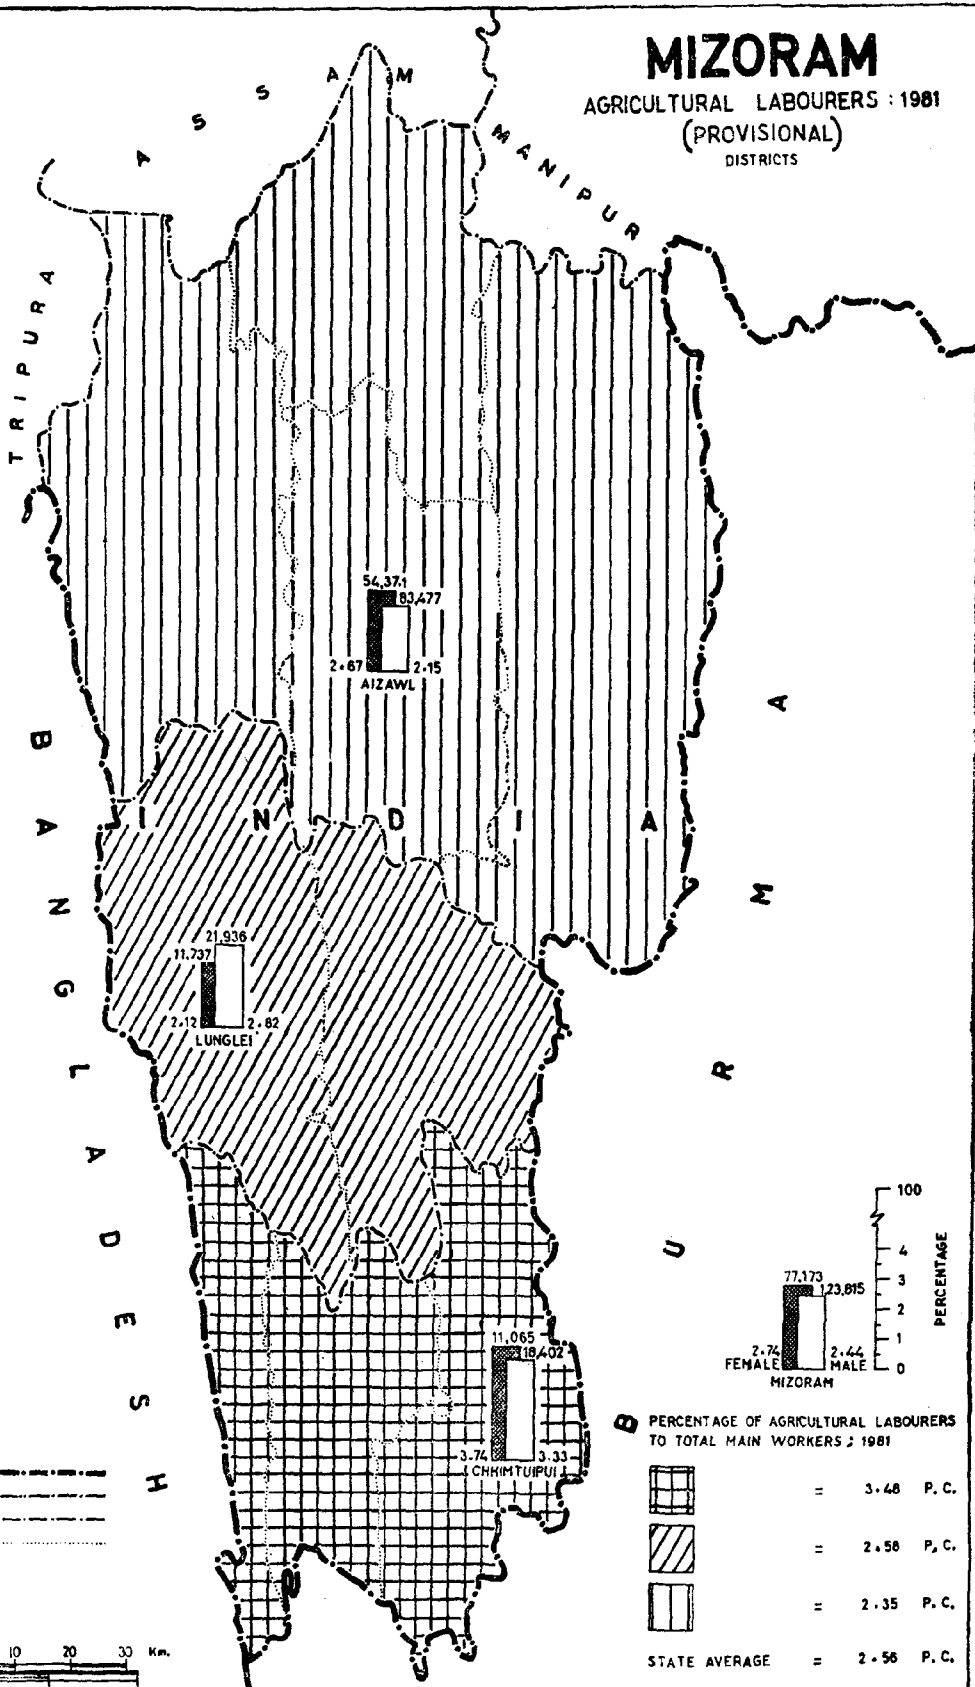 MIZORAM
AGRICULTURAL LABOURERS : 1981
(PROVISIONAL)
DISTRICTS
ASSAM
MANIPUR
TRIPURA
54,371
83,477
2.67
2.15
AIZAWL
INDIA
BANGLADESH
BURMA
21,936
11,737
2.12
2.82
LUNGLEI
11,065
18,402
3.74
3.33
CHHIMTUIPUI
100
4
3
2
1
0
PERCENTAGE
77,173
1,23,815
2.74
2.44
FEMALE
MALE
MIZORAM
PERCENTAGE OF AGRICULTURAL LABOURERS
TO TOTAL MAIN WORKERS : 1981
= 3.48 P.C.
= 2.58 P.C.
= 2.35 P.C.
STATE AVERAGE = 2.56 P.C.
10 20 30 Km.